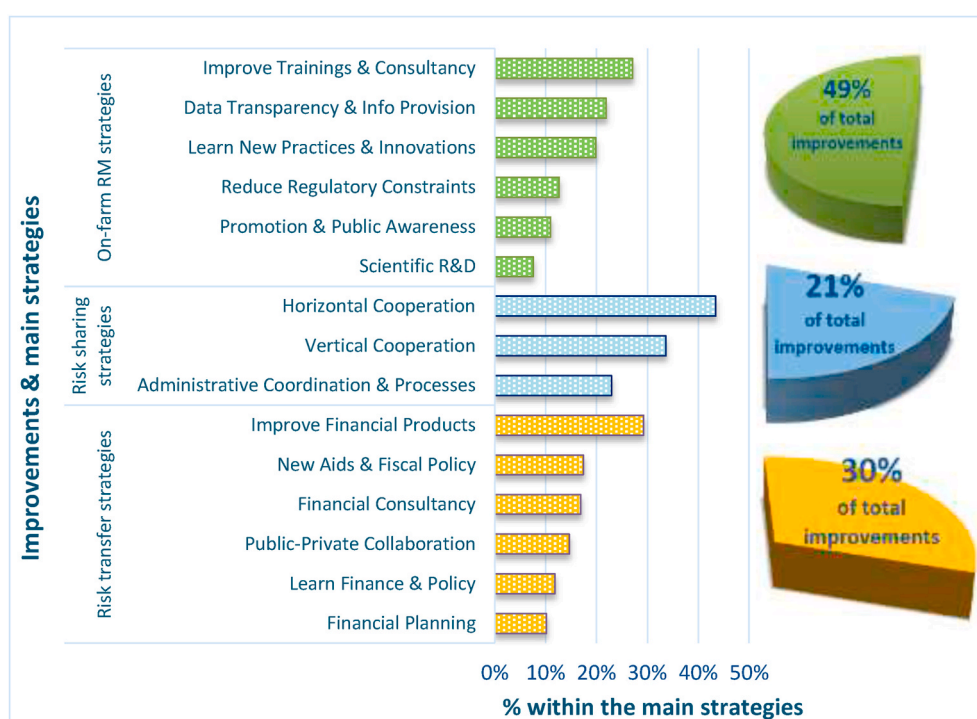 Improvements & main strategies
On-farm RM strategies
Improve Trainings & Consultancy
Data Transparency & Info Provision
Learn New Practices & Innovations
Reduce Regulatory Constraints
Promotion & Public Awareness
Scientific R&D
49%
of total
improvements
Risk sharing
strategies
Horizontal Cooperation
Vertical Cooperation
Administrative Coordination & Processes
21%
of total
improvements
Risk transfer strategies
Improve Financial Products
New Aids & Fiscal Policy
Financial Consultancy
Public-Private Collaboration
Learn Finance & Policy
Financial Planning
30%
of total
improvements
0% 10% 20% 30% 40% 50%
% within the main strategies